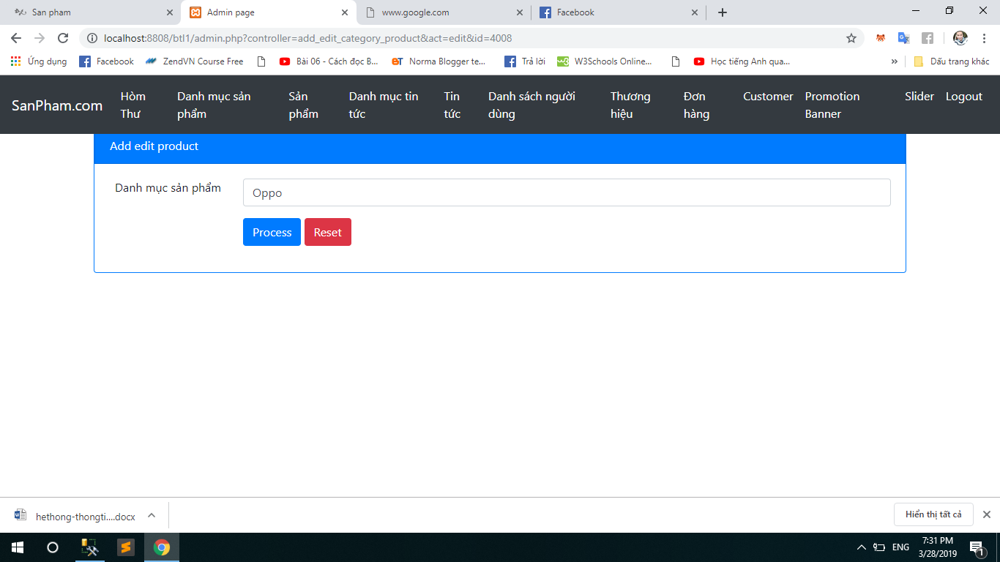 San pham
Admin page
www.google.com
Facebook
localhost:8808/btl1/admin.php?controller=add_edit_category_product&act=edit&id=4008
Ứng dụng
Facebook
ZendVN Course Free
Bài 06 - Cách đọc B...
Norma Blogger te...
Trả lời
W3Schools Online...
Học tiếng Anh qua...
»
Dấu trang khác
SanPham.com
Hòm
Thư
Danh mục sản
phẩm
Sản
phẩm
Danh mục tin
tức
Tin
tức
Danh sách người
dùng
Thương
hiệu
Đơn
hàng
Customer
Promotion
Banner
Slider
Logout
Add edit product
Danh mục sản phẩm
Oppo
Process
Reset
hethong-thongti....docx
Hiển thị tất cả
ENG
7:31 PM
3/28/2019
1